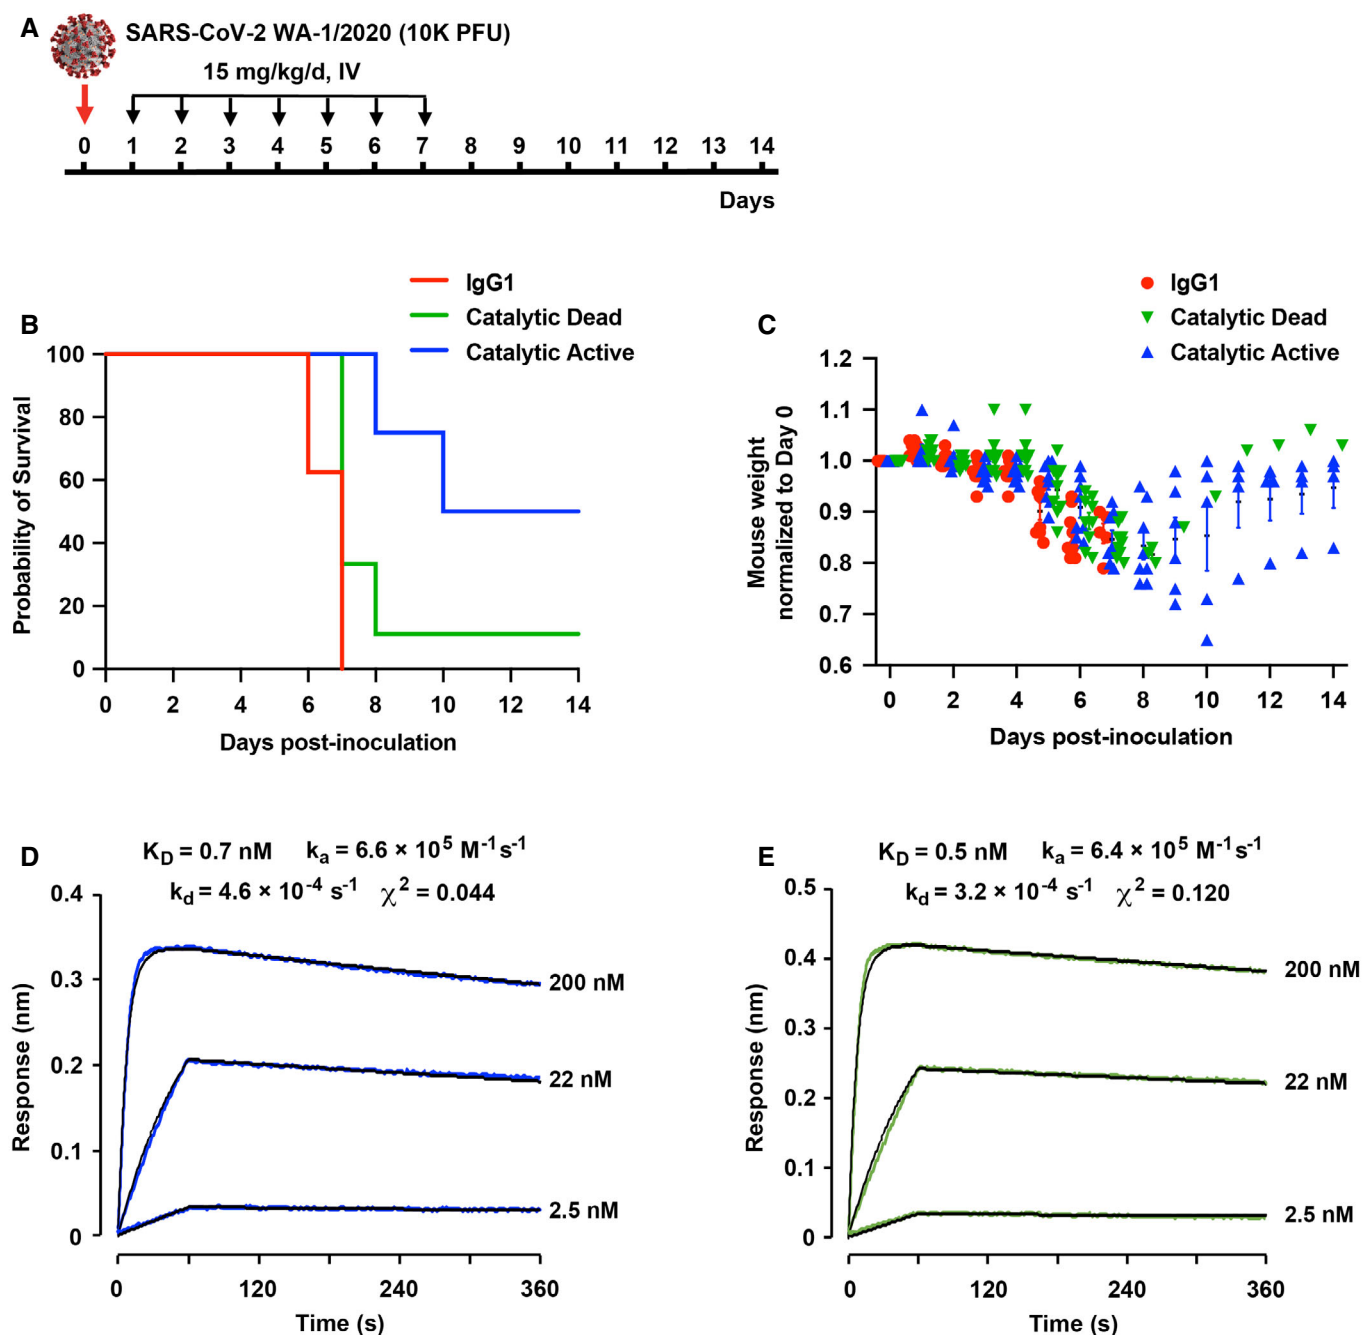 A
SARS-CoV-2 WA-1/2020 (10K PFU)
15 mg/kg/d, IV
0 1 2 3 4 5 6 7 8 9 10 11 12 13 14
Days
B
IgG1
Catalytic Dead
Catalytic Active
100
80
60
40
20
0
Probability of Survival
0 2 4 6 8 10 12 14
Days post-inoculation
C
IgG1
Catalytic Dead
Catalytic Active
1.2
1.1
1.0
0.9
0.8
0.7
0.6
Mouse weight
normalized to Day 0
0 2 4 6 8 10 12 14
Days post-inoculation
D
K_D = 0.7 nM k_a = 6.6 × 10⁵ M⁻¹s⁻¹
k_d = 4.6 × 10⁻⁴ s⁻¹ χ² = 0.044
0.4
0.3
0.2
0.1
0
Response (nm)
200 nM
22 nM
2.5 nM
0 120 240 360
Time (s)
E
K_D = 0.5 nM k_a = 6.4 × 10⁵ M⁻¹s⁻¹
k_d = 3.2 × 10⁻⁴ s⁻¹ χ² = 0.120
0.5
0.4
0.3
0.2
0.1
0
Response (nm)
200 nM
22 nM
2.5 nM
0 120 240 360
Time (s)